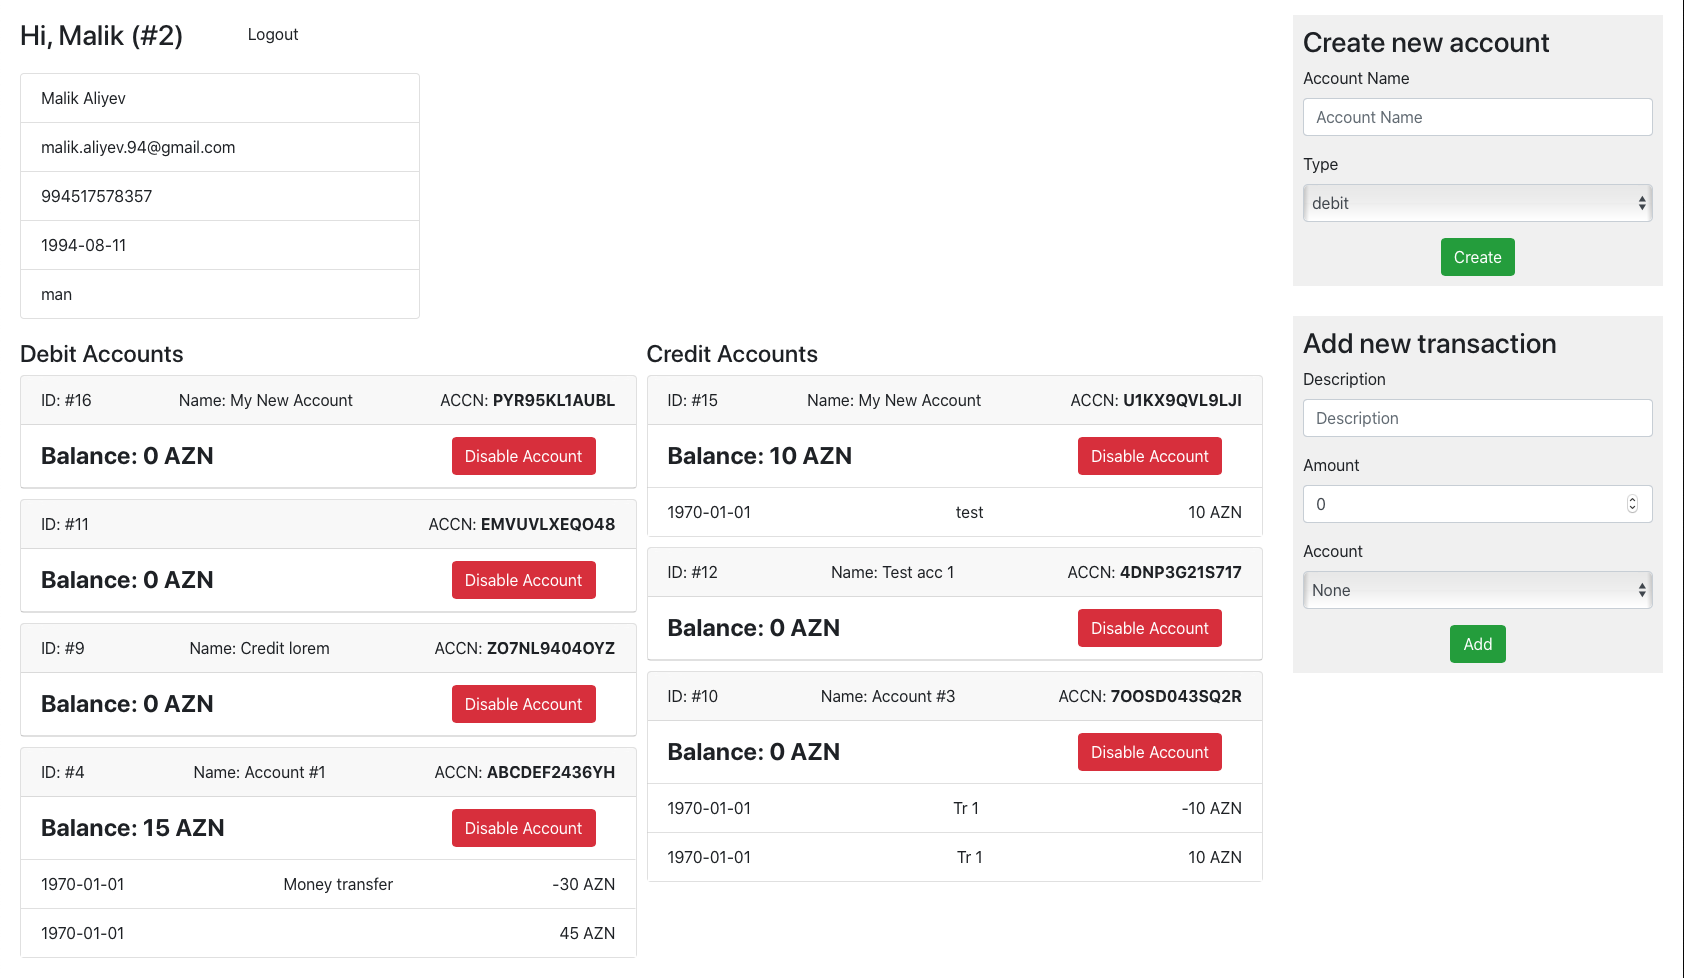 Hi, Malik (#2)
Logout
Malik Aliyev
malik.aliyev.94@gmail.com
994517578357
1994-08-11
man
Debit Accounts
ID: #16 Name: My New Account ACCN: PYR95KL1AUBL
Balance: 0 AZN Disable Account
ID: #11 ACCN: EMVUVLXEQO48
Balance: 0 AZN Disable Account
ID: #9 Name: Credit lorem ACCN: ZO7NL9404OYZ
Balance: 0 AZN Disable Account
ID: #4 Name: Account #1 ACCN: ABCDEF2436YH
Balance: 15 AZN Disable Account
1970-01-01 Money transfer -30 AZN
1970-01-01 45 AZN
Credit Accounts
ID: #15 Name: My New Account ACCN: U1KX9QVL9LJI
Balance: 10 AZN Disable Account
1970-01-01 test 10 AZN
ID: #12 Name: Test acc 1 ACCN: 4DNP3G21S717
Balance: 0 AZN Disable Account
ID: #10 Name: Account #3 ACCN: 7OOSD043SQ2R
Balance: 0 AZN Disable Account
1970-01-01 Tr 1 -10 AZN
1970-01-01 Tr 1 10 AZN
Create new account
Account Name
Account Name
Type
debit
Create
Add new transaction
Description
Description
Amount
0
Account
None
Add